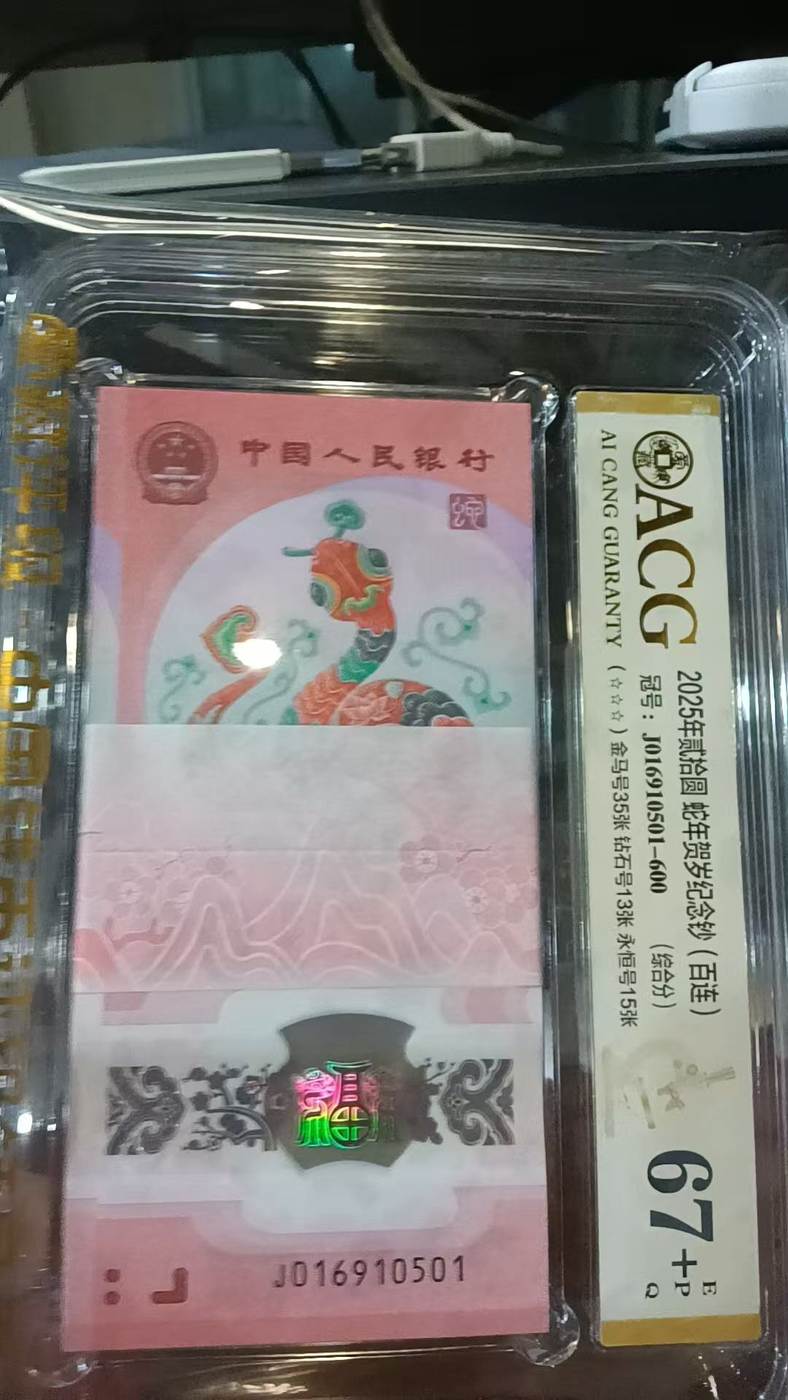 中国人民银行
蛇
J016910501
ACG
AI CANG GUARANTY
2025年贰拾圆 蛇年贺岁纪念钞（百连）
冠号：J016910501-600 （综合分）
（☆☆☆）金马号35张 钻石号13张 永恒号15张
67+
E
P
Q